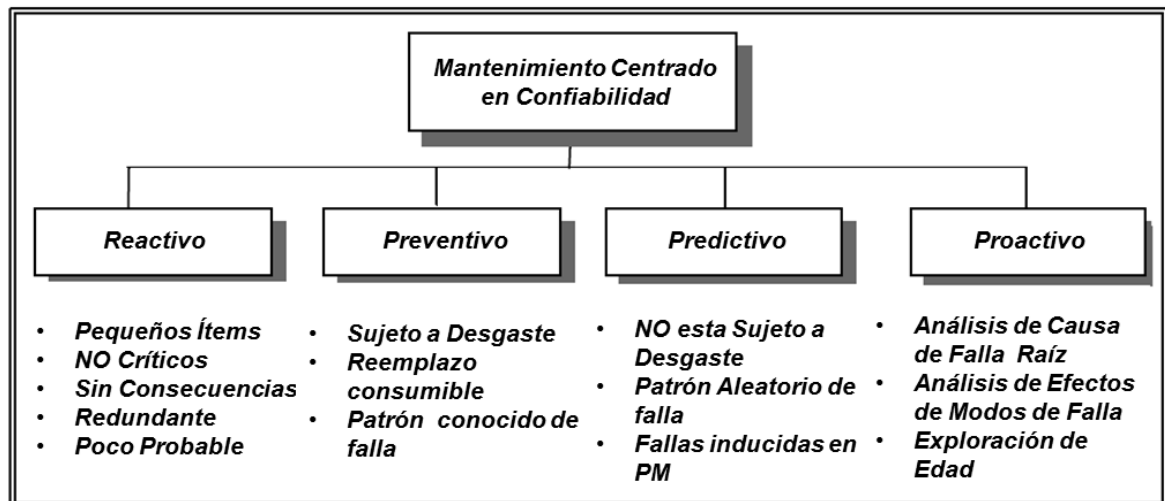 Mantenimiento Centrado
en Confiabilidad
Reactivo
Preventivo
Predictivo
Proactivo
• Pequeños Ítems
• NO Críticos
• Sin Consecuencias
• Redundante
• Poco Probable
• Sujeto a Desgaste
• Reemplazo
consumible
• Patrón conocido de
falla
• NO esta Sujeto a
Desgaste
• Patrón Aleatorio de
falla
• Fallas inducidas en
PM
• Análisis de Causa
de Falla Raíz
• Análisis de Efectos
de Modos de Falla
• Exploración de
Edad